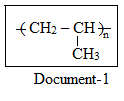 -(-CH2 – CH-)-n
CH3
Document-1